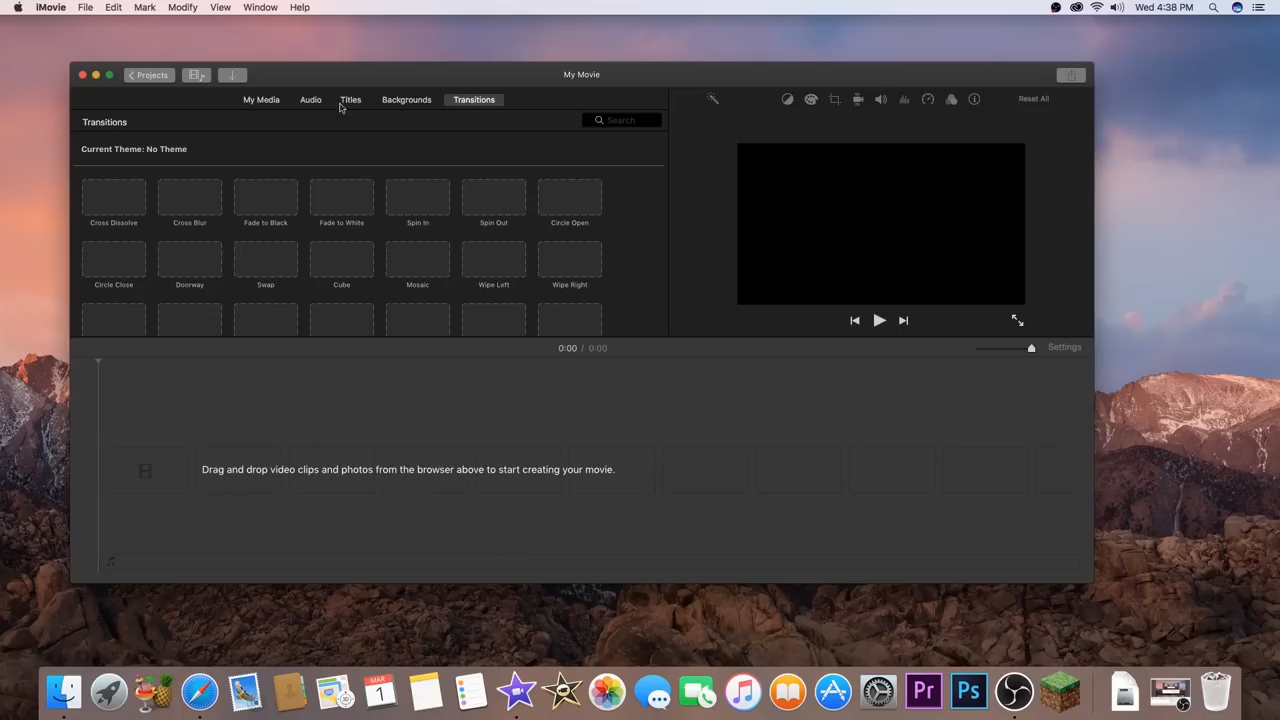 iMovie File Edit Mark Modify View Window Help
Wed 4:38 PM
Projects
My Movie
My Media Audio Titles Backgrounds Transitions
Reset All
Transitions
Search
Current Theme: No Theme
Cross Dissolve Cross Blur Fade to Black Fade to White Spin In Spin Out Circle Open
Circle Close Doorway Swap Cube Mosaic Wipe Left Wipe Right
0:00 / 0:00
Settings
Drag and drop video clips and photos from the browser above to start creating your movie.
MAR
1
Pr
Ps